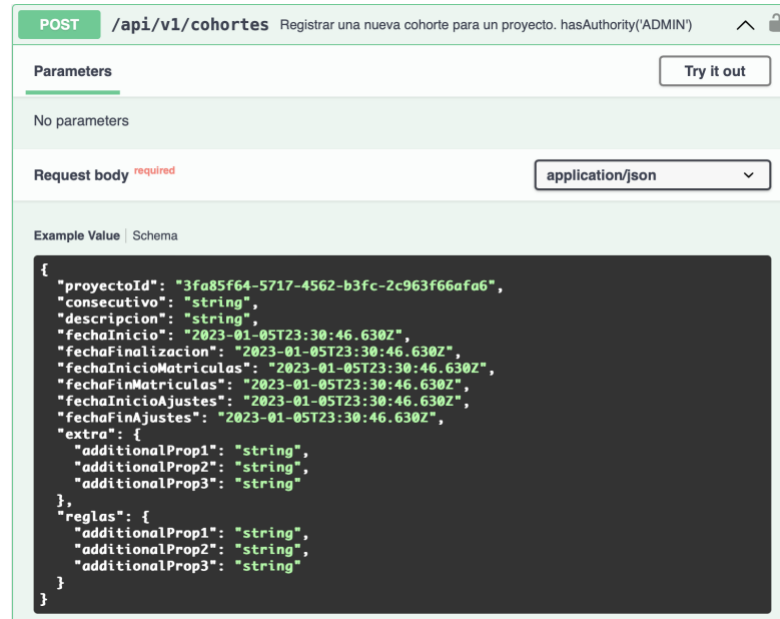 POST /api/v1/cohortes Registrar una nueva cohorte para un proyecto. hasAuthority('ADMIN')
Parameters
Try it out
No parameters
Request body required
application/json
Example Value | Schema
{
  "proyectoId": "3fa85f64-5717-4562-b3fc-2c963f66afa6",
  "consecutivo": "string",
  "descripcion": "string",
  "fechaInicio": "2023-01-05T23:30:46.630Z",
  "fechaFinalizacion": "2023-01-05T23:30:46.630Z",
  "fechaInicioMatriculas": "2023-01-05T23:30:46.630Z",
  "fechaFinMatriculas": "2023-01-05T23:30:46.630Z",
  "fechaInicioAjustes": "2023-01-05T23:30:46.630Z",
  "fechaFinAjustes": "2023-01-05T23:30:46.630Z",
  "extra": {
    "additionalProp1": "string",
    "additionalProp2": "string",
    "additionalProp3": "string"
  },
  "reglas": {
    "additionalProp1": "string",
    "additionalProp2": "string",
    "additionalProp3": "string"
  }
}